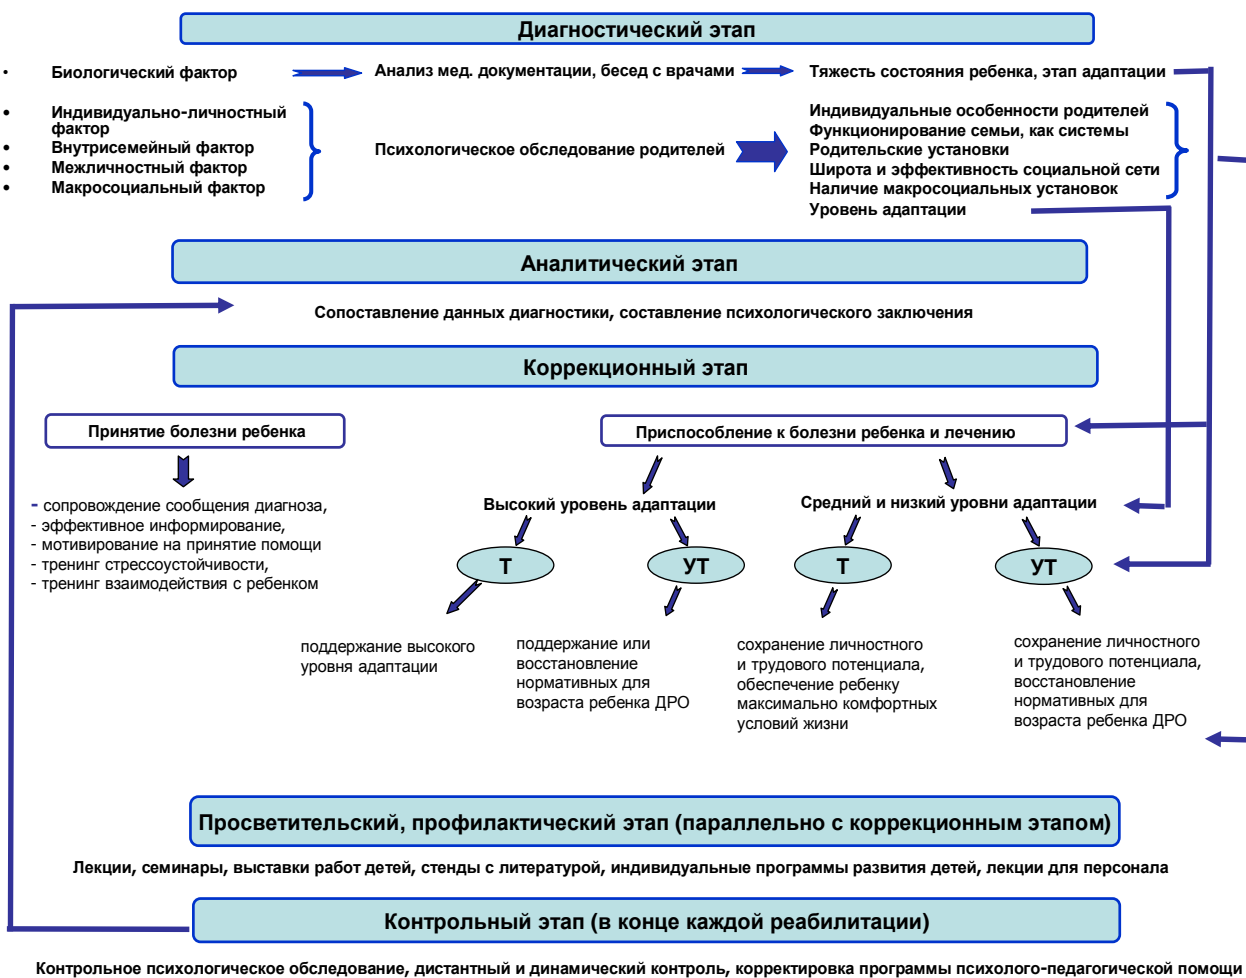 Диагностический этап
• Биологический фактор
Анализ мед. документации, бесед с врачами
Тяжесть состояния ребенка, этап адаптации
• Индивидуально-личностный
фактор
• Внутрисемейный фактор
• Межличностный фактор
• Макросоциальный фактор
Психологическое обследование родителей
Индивидуальные особенности родителей
Функционирование семьи, как системы
Родительские установки
Широта и эффективность социальной сети
Наличие макросоциальных установок
Уровень адаптации
Аналитический этап
Сопоставление данных диагностики, составление психологического заключения
Коррекционный этап
Принятие болезни ребенка
- сопровождение сообщения диагноза,
- эффективное информирование,
- мотивирование на принятие помощи
- тренинг стрессоустойчивости,
- тренинг взаимодействия с ребенком
Приспособление к болезни ребенка и лечению
Высокий уровень адаптации
Средний и низкий уровни адаптации
Т
УТ
Т
УТ
поддержание высокого
уровня адаптации
поддержание или
восстановление
нормативных для
возраста ребенка ДРО
сохранение личностного
и трудового потенциала,
обеспечение ребенку
максимально комфортных
условий жизни
сохранение личностного
и трудового потенциала,
восстановление
нормативных для
возраста ребенка ДРО
Просветительский, профилактический этап (параллельно с коррекционным этапом)
Лекции, семинары, выставки работ детей, стенды с литературой, индивидуальные программы развития детей, лекции для персонала
Контрольный этап (в конце каждой реабилитации)
Контрольное психологическое обследование, дистантный и динамический контроль, корректировка программы психолого-педагогической помощи